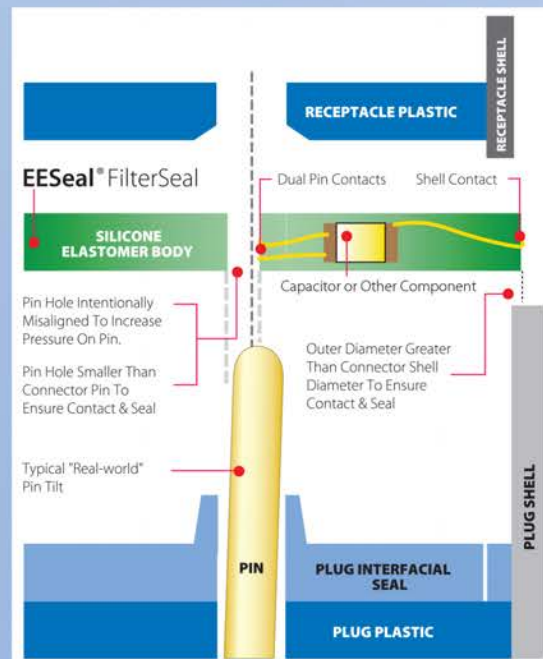 RECEPTACLE SHELL
RECEPTACLE PLASTIC
EESeal® FilterSeal
Dual Pin Contacts
Shell Contact
SILICONE
ELASTOMER BODY
Capacitor or Other Component
Pin Hole Intentionally
Misaligned To Increase
Pressure On Pin.
Pin Hole Smaller Than
Connector Pin To
Ensure Contact & Seal
Outer Diameter Greater
Than Connector Shell
Diameter To Ensure
Contact & Seal
Typical "Real-world"
Pin Tilt
PIN
PLUG INTERFACIAL
SEAL
PLUG SHELL
PLUG PLASTIC